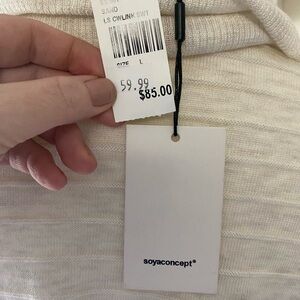 SAND
LS CWLINK SWT
SIZE L
59.99
$85.00
soyaconcept®